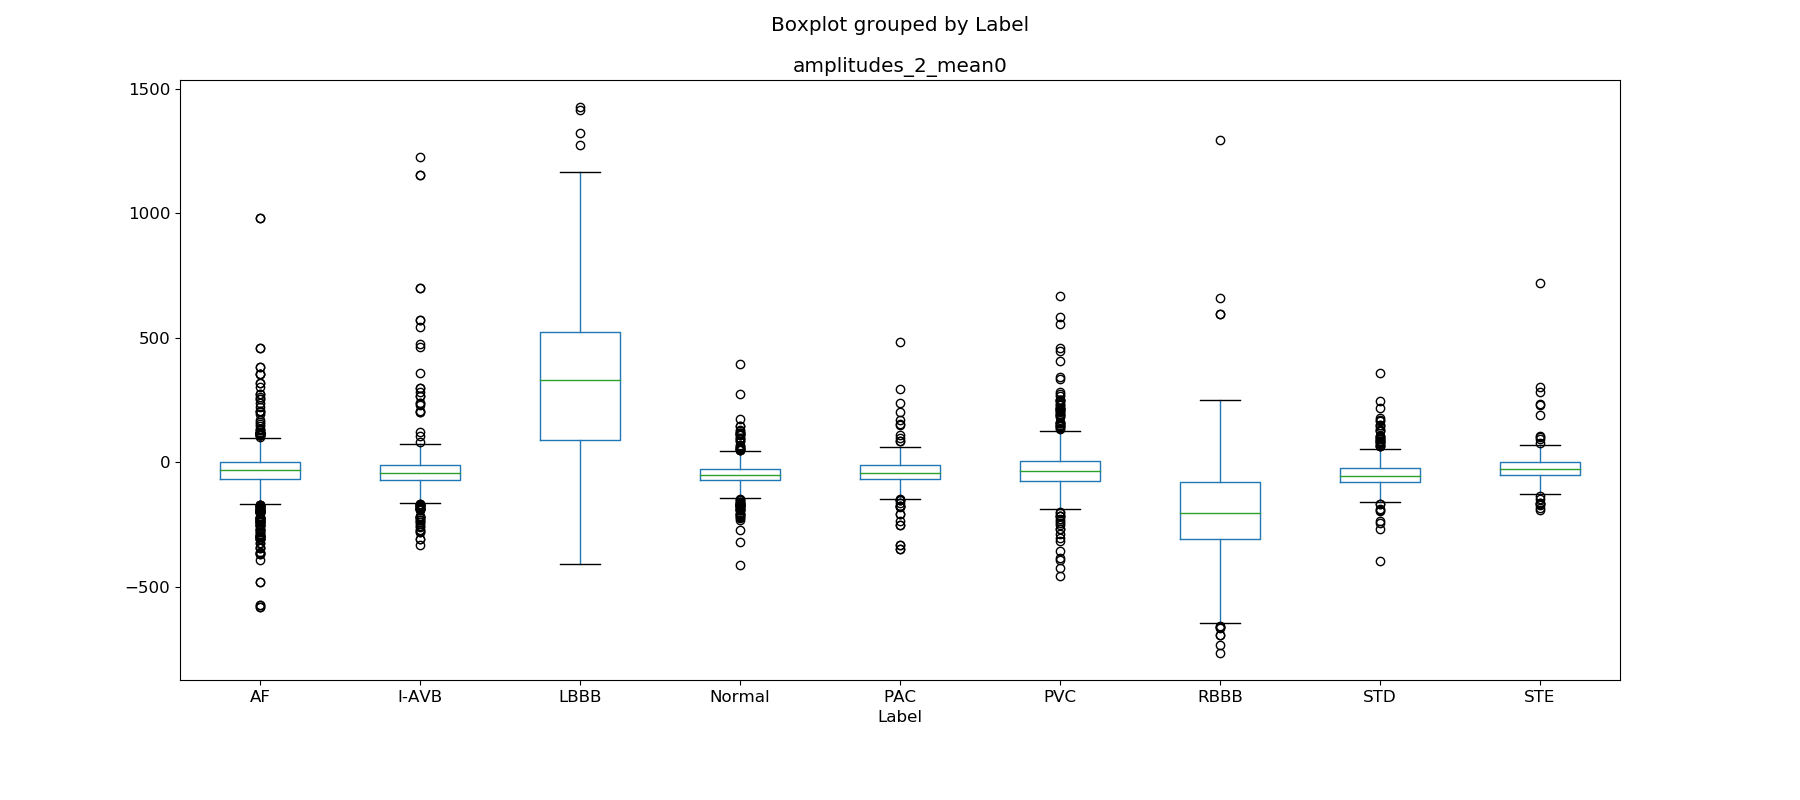 Boxplot grouped by Label
amplitudes_2_mean0
1500
1000
500
0
−500
AF I-AVB LBBB Normal PAC PVC RBBB STD STE
Label